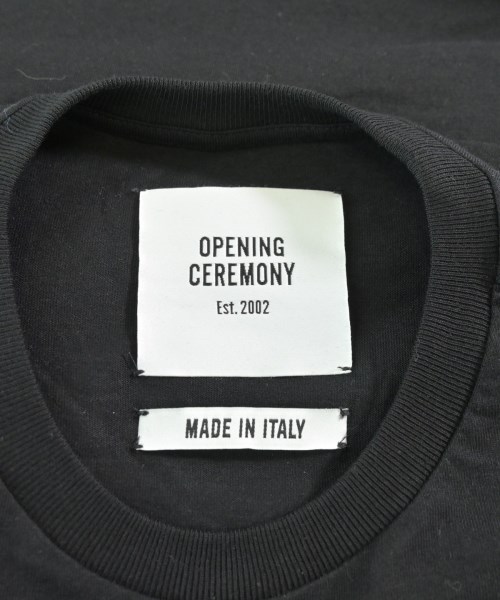 OPENING
CEREMONY
Est. 2002
MADE IN ITALY